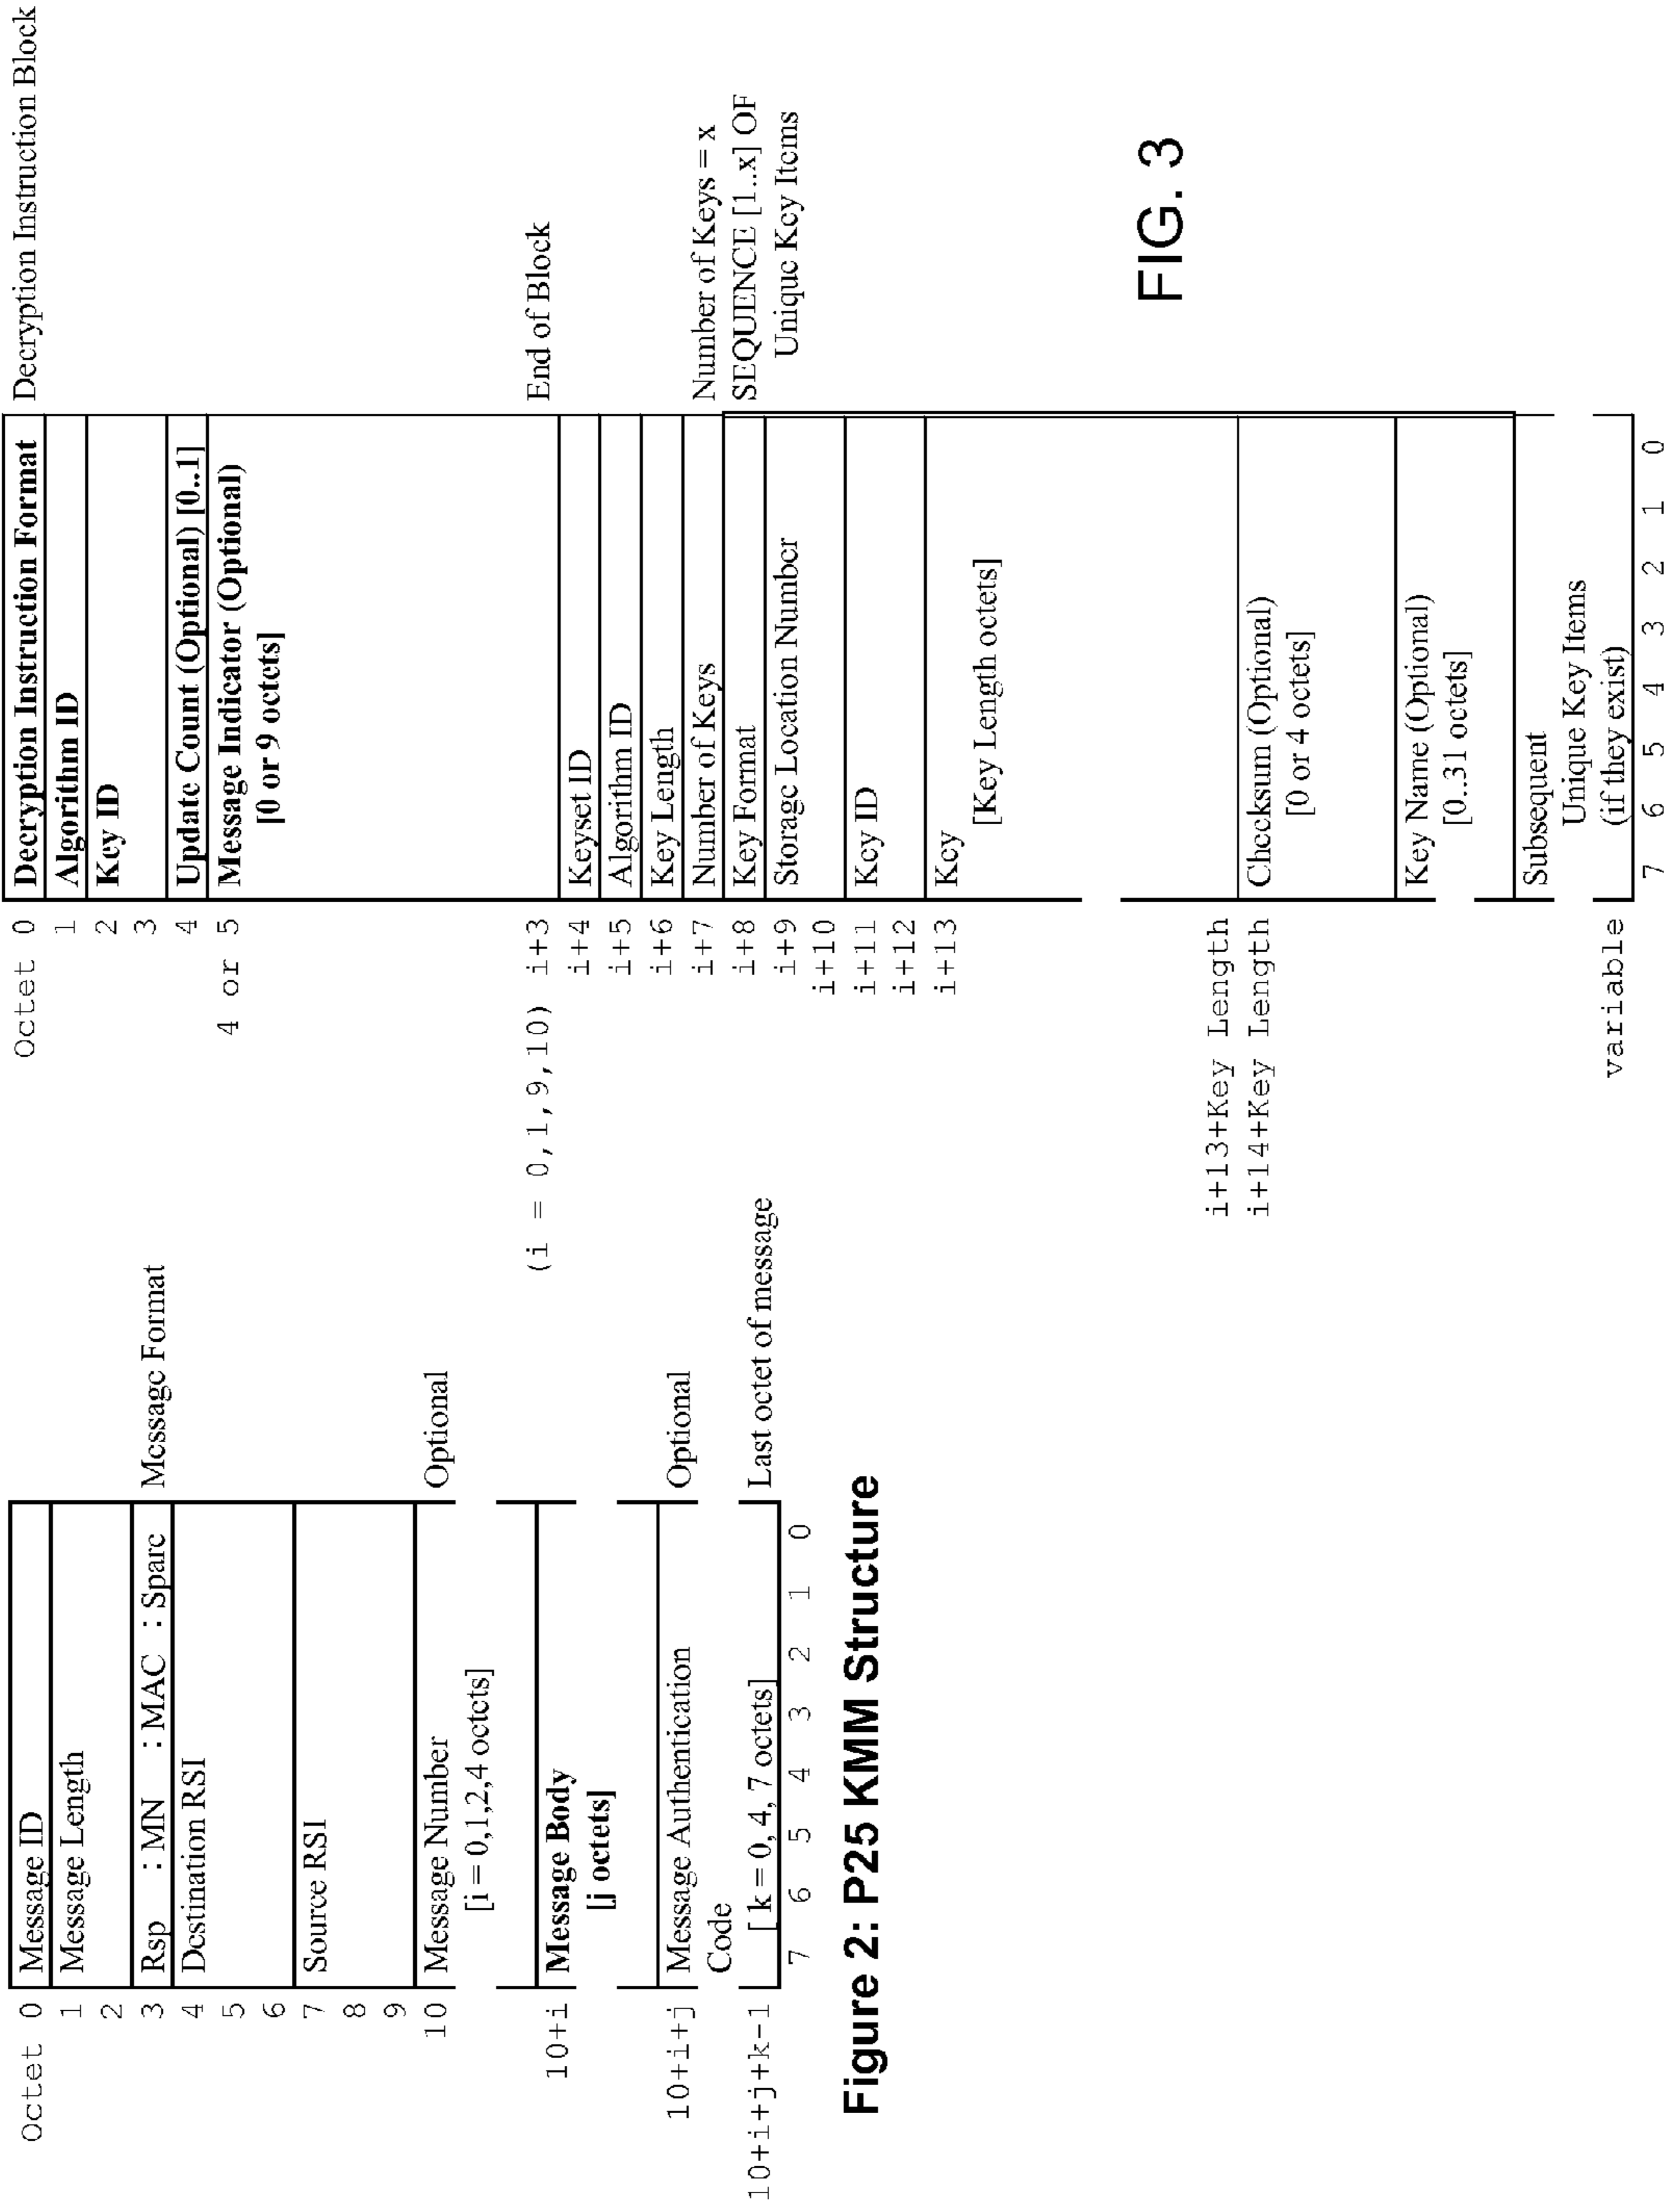 Octet 0 Message ID
1 Message Length
2
3 Rsp : MN : MAC : Spare Message Format
4 Destination RSI
5
6
7 Source RSI
8
9
10 Message Number Optional
[i = 0,1,2,4 octets]
10+i Message Body
[j octets]
10+i+j Message Authentication Optional
Code
10+i+j+k-1 [ k = 0, 4, 7 octets] Last octet of message
7 6 5 4 3 2 1 0
Figure 2: P25 KMM Structure
Octet 0 Decryption Instruction Format Decryption Instruction Block
1 Algorithm ID
2 Key ID
3
4 Update Count (Optional) [0..1]
4 or 5 Message Indicator (Optional)
[0 or 9 octets]
(i = 0,1,9,10) i+3 End of Block
i+4 Keyset ID
i+5 Algorithm ID
i+6 Key Length
i+7 Number of Keys Number of Keys = x
i+8 Key Format SEQUENCE [1..x] OF
i+9 Storage Location Number Unique Key Items
i+10
i+11 Key ID
i+12
i+13 Key
[Key Length octets]
i+13+Key Length
i+14+Key Length Checksum (Optional)
[0 or 4 octets]
Key Name (Optional)
[0..31 octets]
Subsequent
Unique Key Items
variable (if they exist)
7 6 5 4 3 2 1 0
FIG. 3